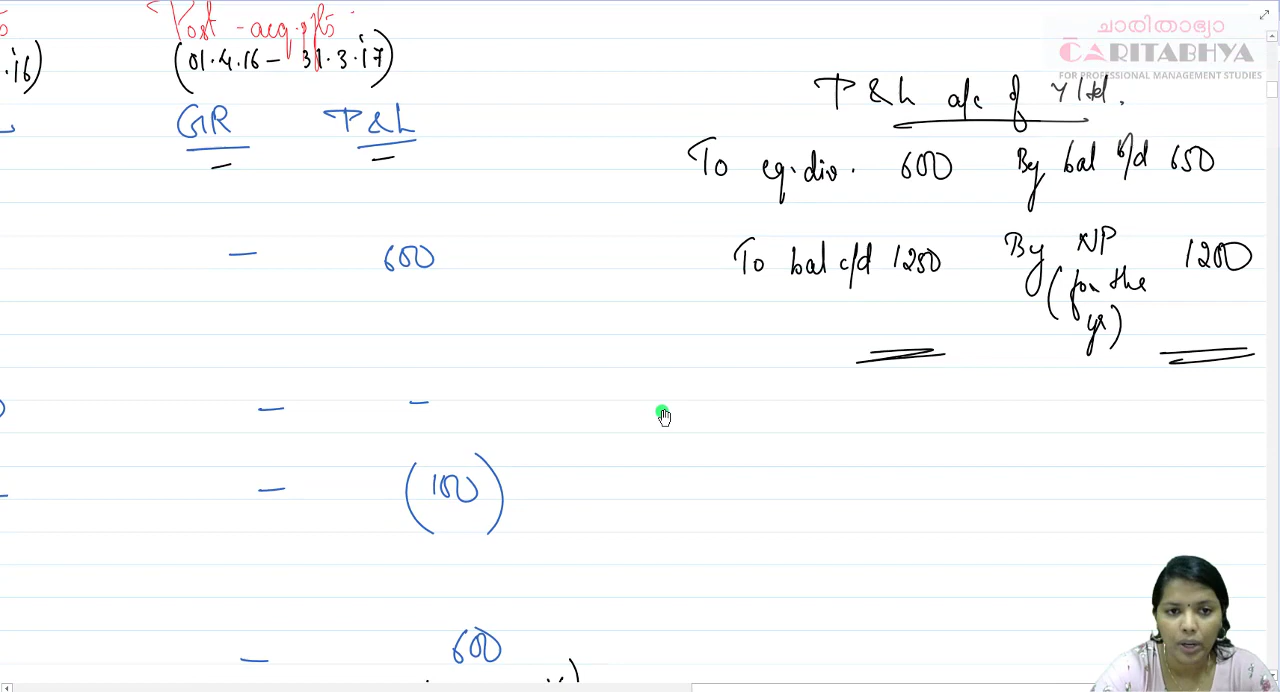 Post-acq. pfts
.16) (01.4.16 - 31.3.17)
GR P&L
— 600
— —
— (100)
— 600
P&L a/c of Y Ltd.
To eq. div. 600 By bal b/d 650
To bal c/d 1250 By NP 1200
(for the
yr)
ചാരിതാഭ്യാ
CARITABHYA
FOR PROFESSIONAL MANAGEMENT STUDIES